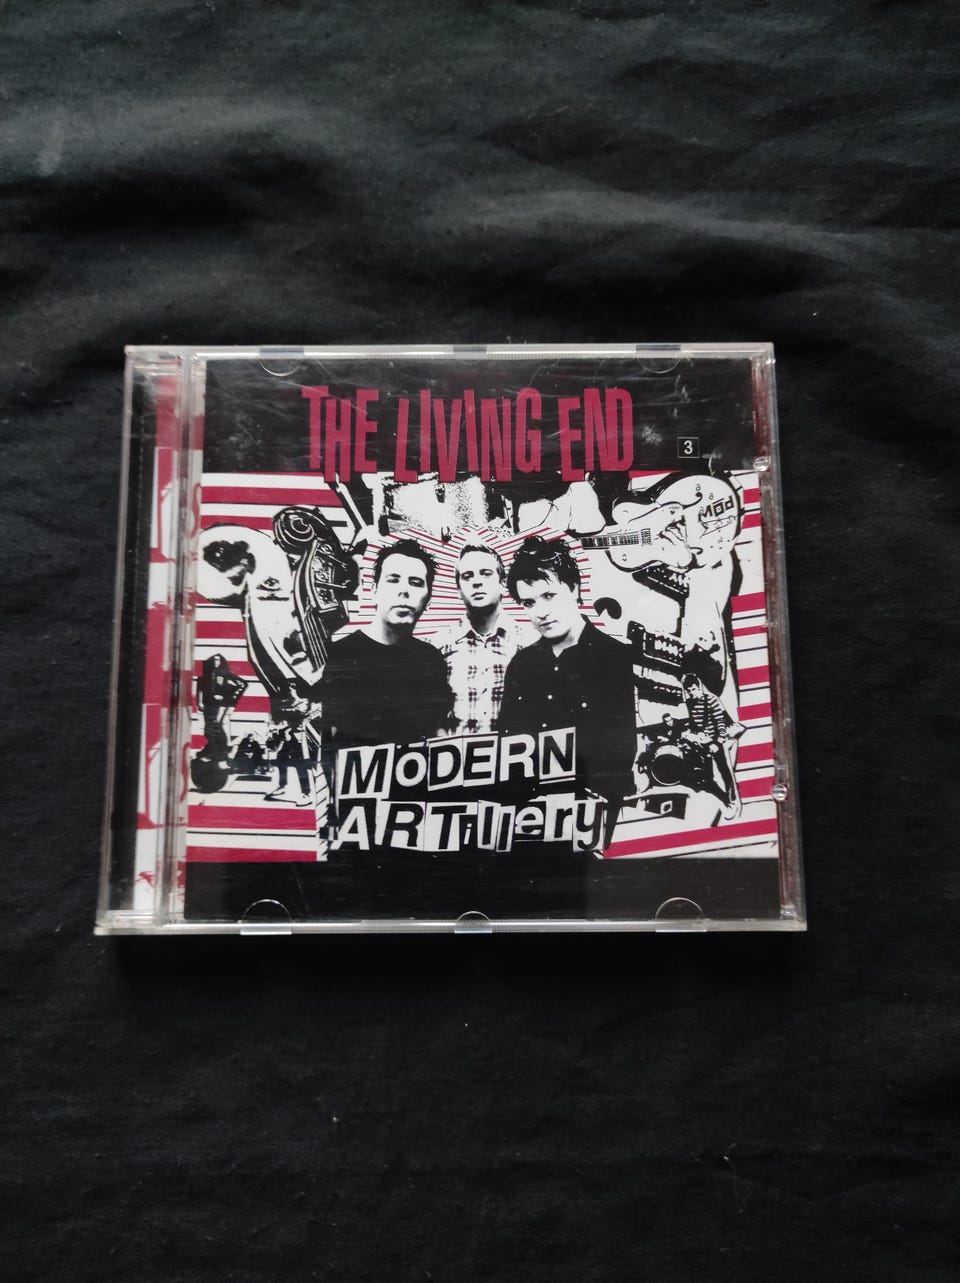 THE LIVING END
3
MOD
MODERN
ARTillery